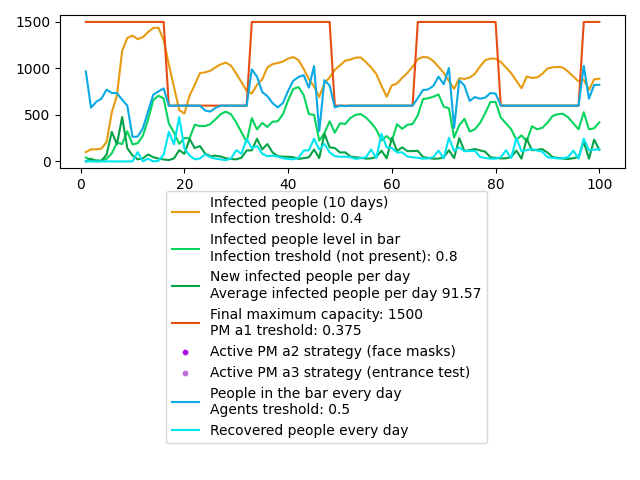 1500
1000
500
0
0
20
40
60
80
100
Infected people (10 days)
Infection treshold: 0.4
Infected people level in bar
Infection treshold (not present): 0.8
New infected people per day
Average infected people per day 91.57
Final maximum capacity: 1500
PM a1 treshold: 0.375
Active PM a2 strategy (face masks)
Active PM a3 strategy (entrance test)
People in the bar every day
Agents treshold: 0.5
Recovered people every day